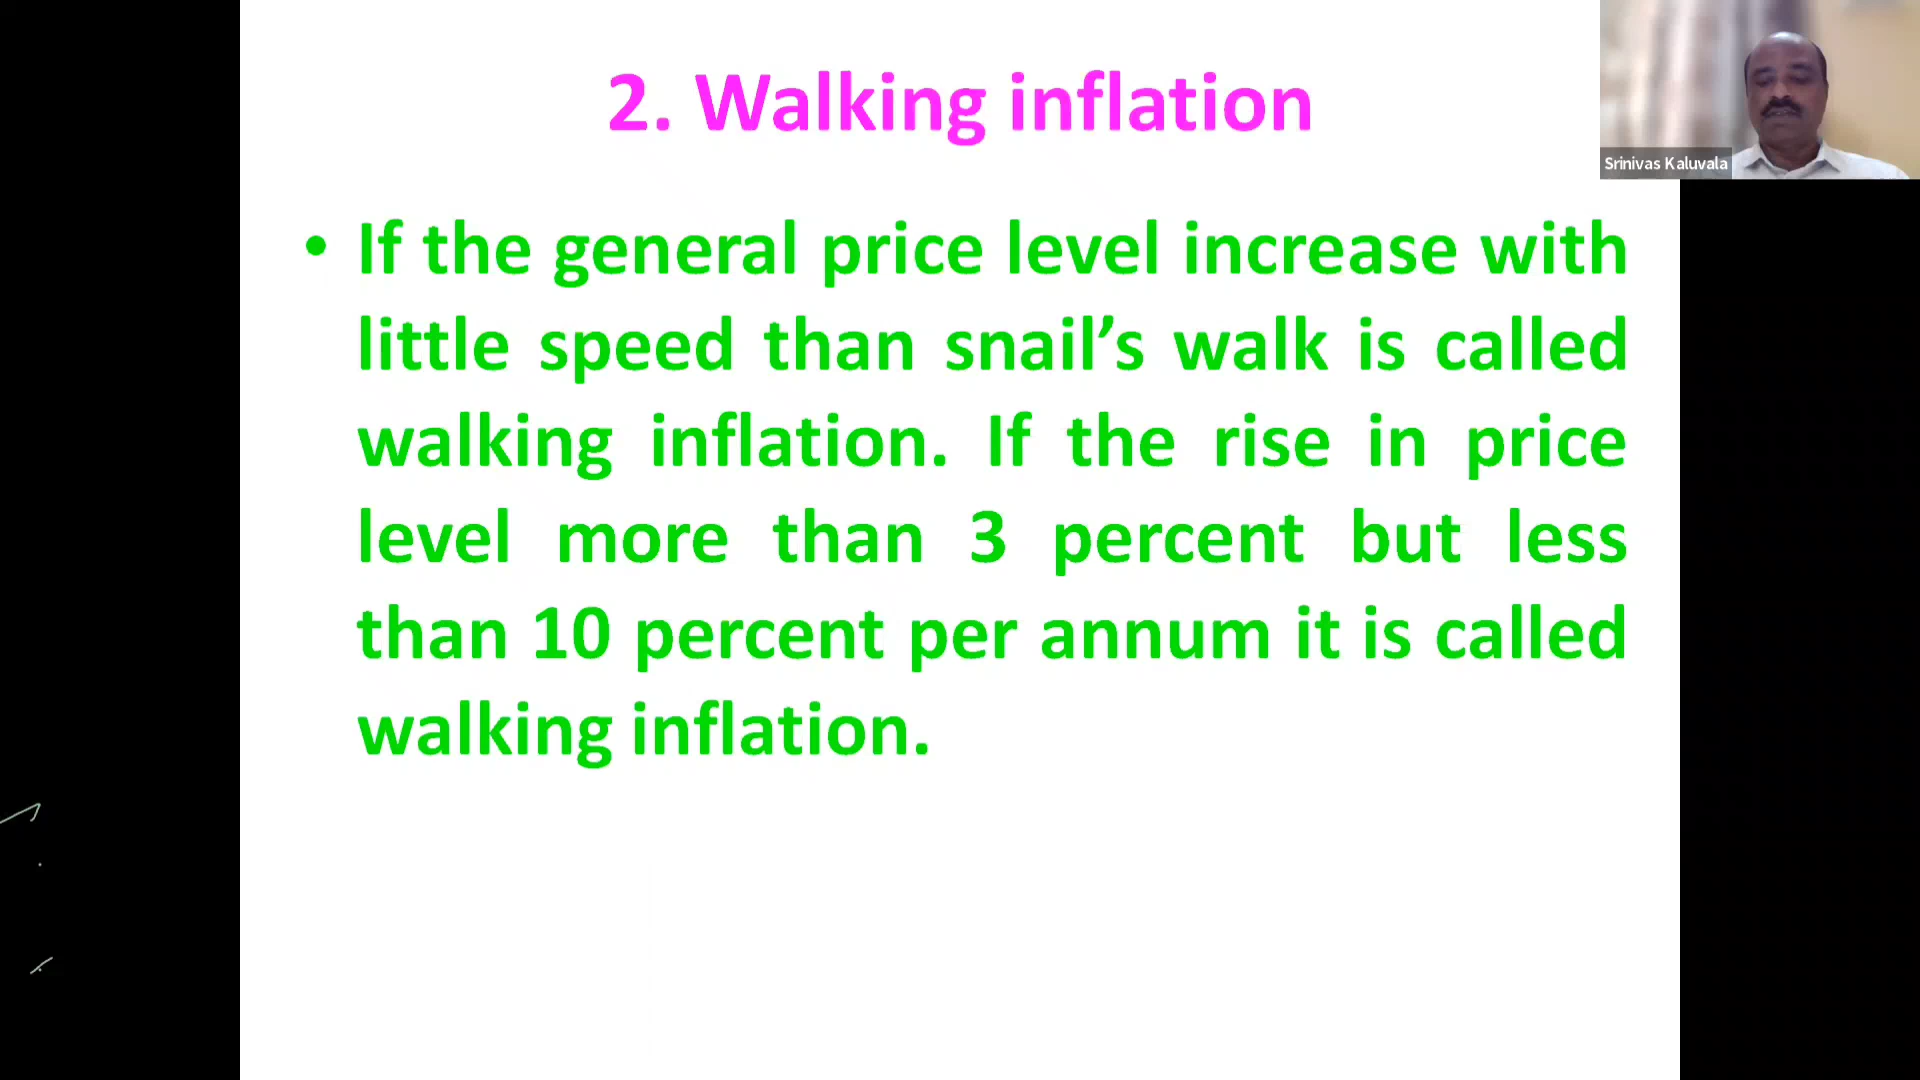 2. Walking inflation
Srinivas Kaluvala
• If the general price level increase with
little speed than snail’s walk is called
walking inflation. If the rise in price
level more than 3 percent but less
than 10 percent per annum it is called
walking inflation.